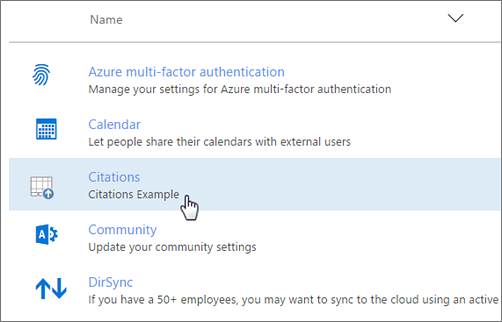 Name
Azure multi-factor authentication
Manage your settings for Azure multi-factor authentication
Calendar
Let people share their calendars with external users
Citations
Citations Example
Community
Update your community settings
DirSync
If you have a 50+ employees, you may want to sync to the cloud using an active